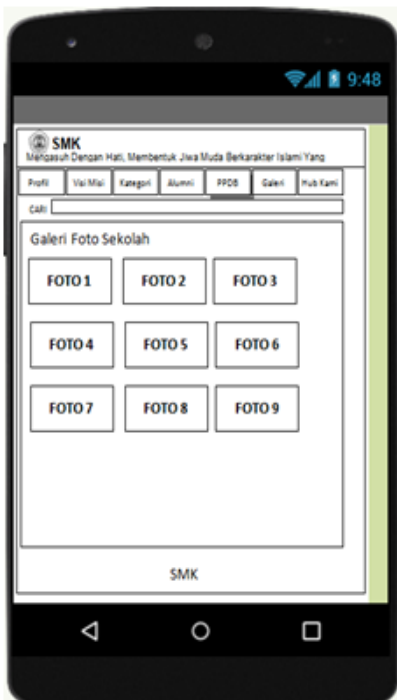 9:48
SMK
Mengasuh Dengan Hati, Membentuk Jiwa Muda Berkarakter Islami Yang
Profil Visi Misi Kategori Alumni PPDB Galeri Hub Kami
CARI
Galeri Foto Sekolah
FOTO 1 FOTO 2 FOTO 3
FOTO 4 FOTO 5 FOTO 6
FOTO 7 FOTO 8 FOTO 9
SMK